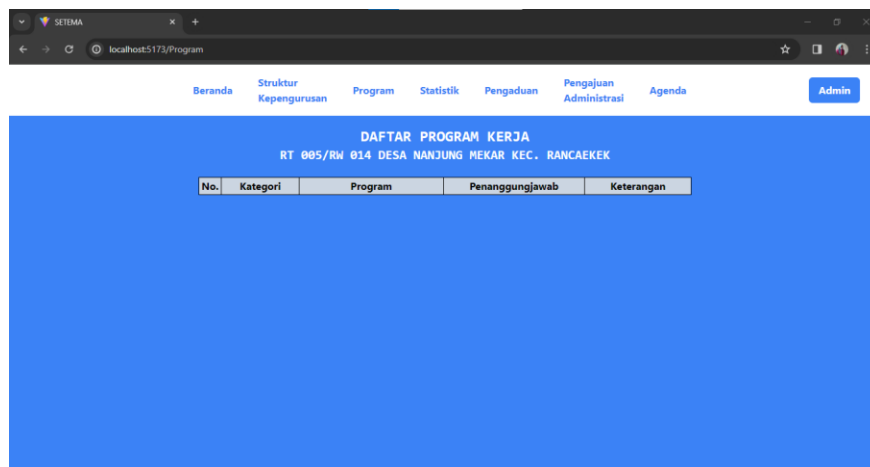 SETEMA
localhost:5173/Program
Beranda
Struktur
Kepengurusan
Program
Statistik
Pengaduan
Pengajuan
Administrasi
Agenda
Admin
DAFTAR PROGRAM KERJA
RT 005/RW 014 DESA NANJUNG MEKAR KEC. RANCAEKEK
No. Kategori Program Penanggungjawab Keterangan